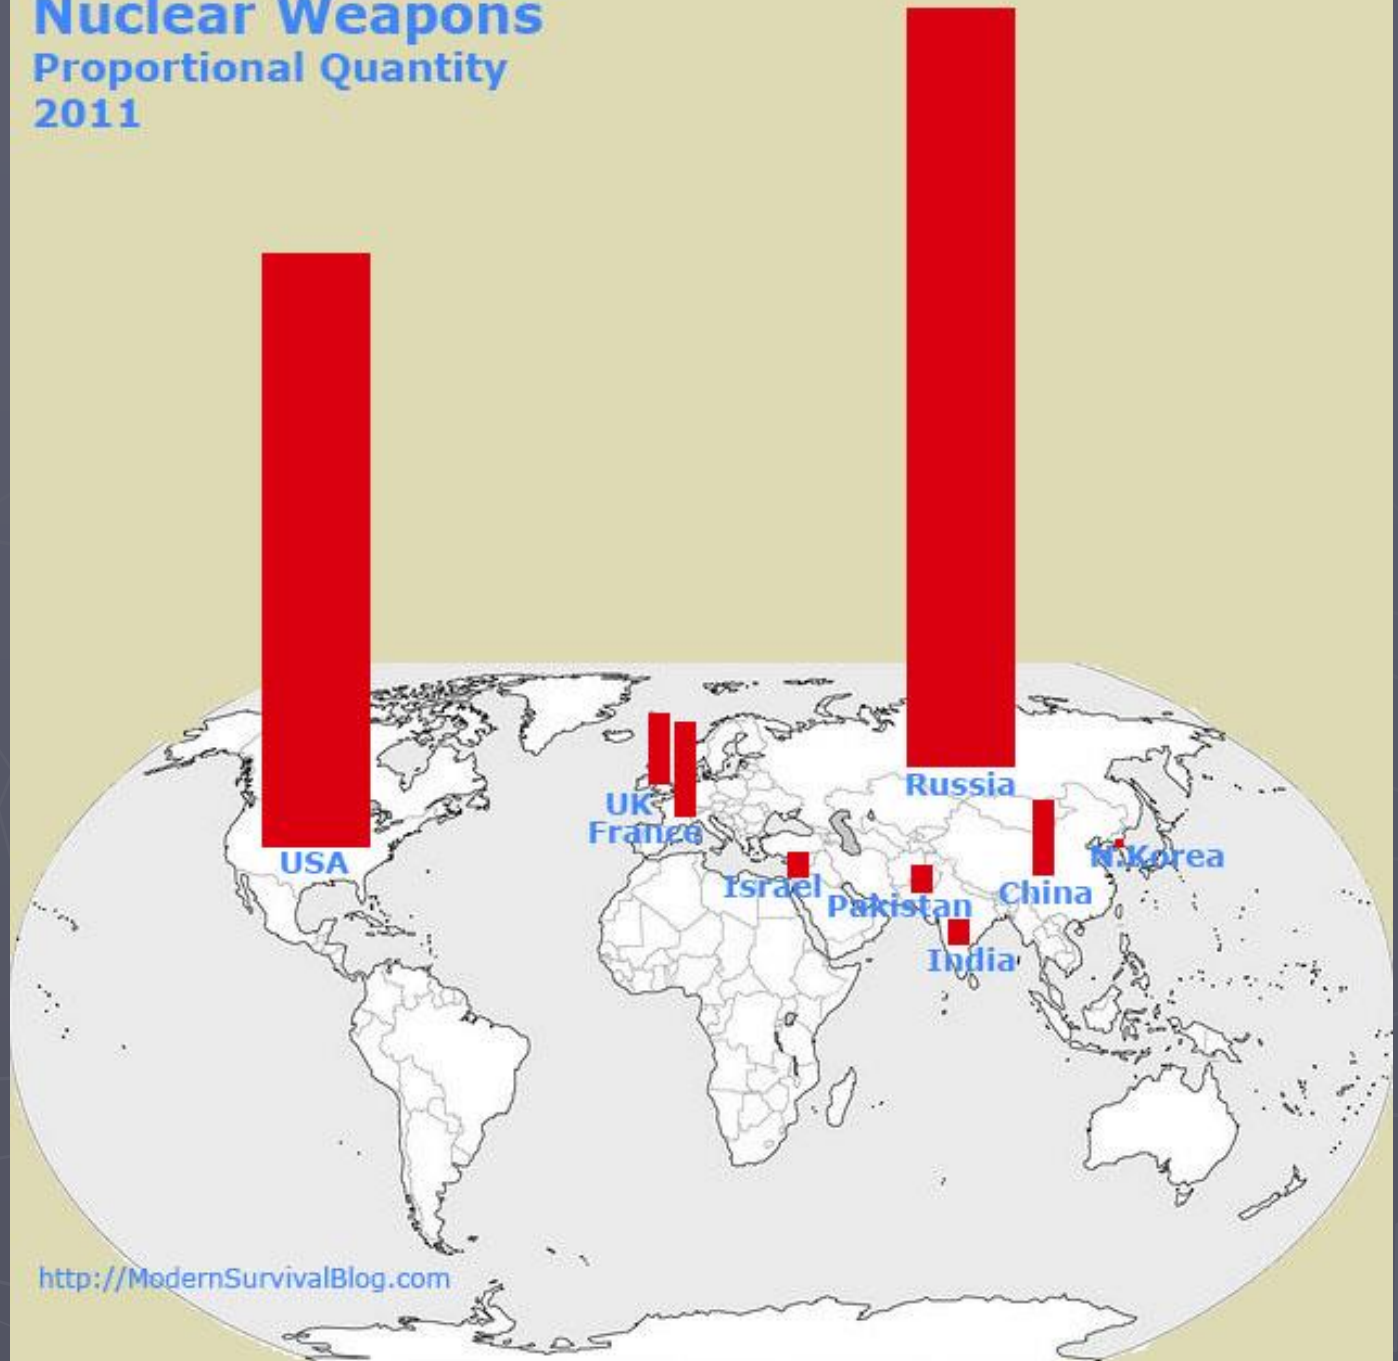 Nuclear Weapons
Proportional Quantity
2011
Russia
UK
France
USA
N.Korea
Israel
China
Pakistan
India
http://ModernSurvivalBlog.com